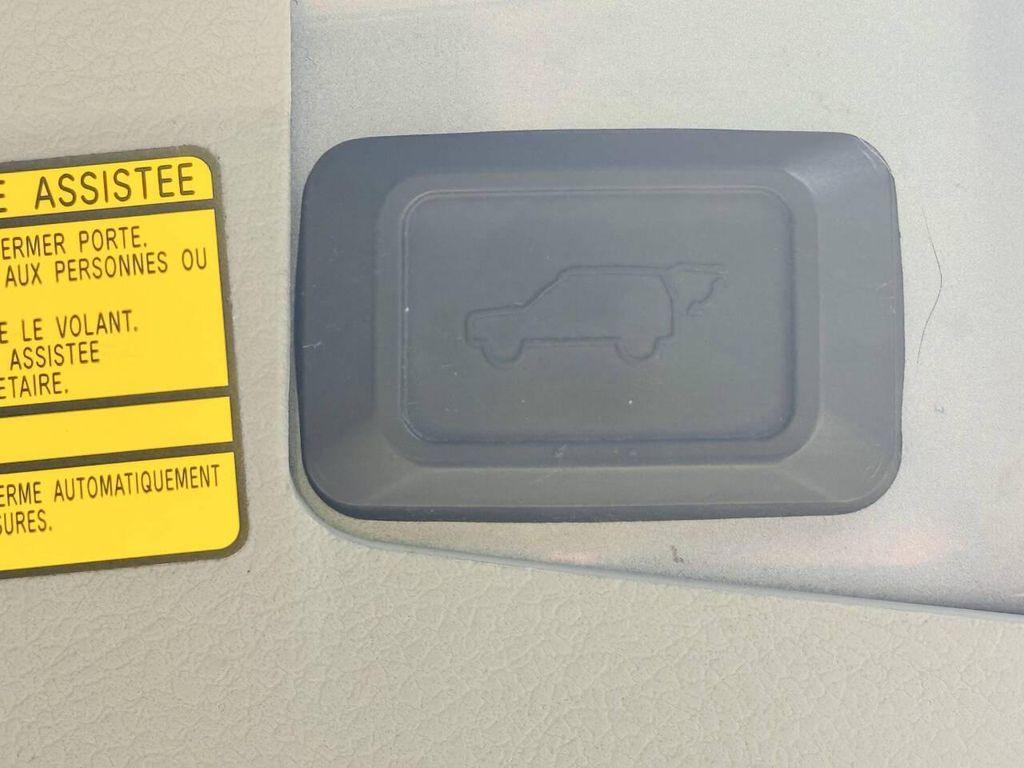 E ASSISTEE
ERMER PORTE.
AUX PERSONNES OU
E LE VOLANT.
ASSISTEE
ETAIRE.
ERME AUTOMATIQUEMENT
SURES.